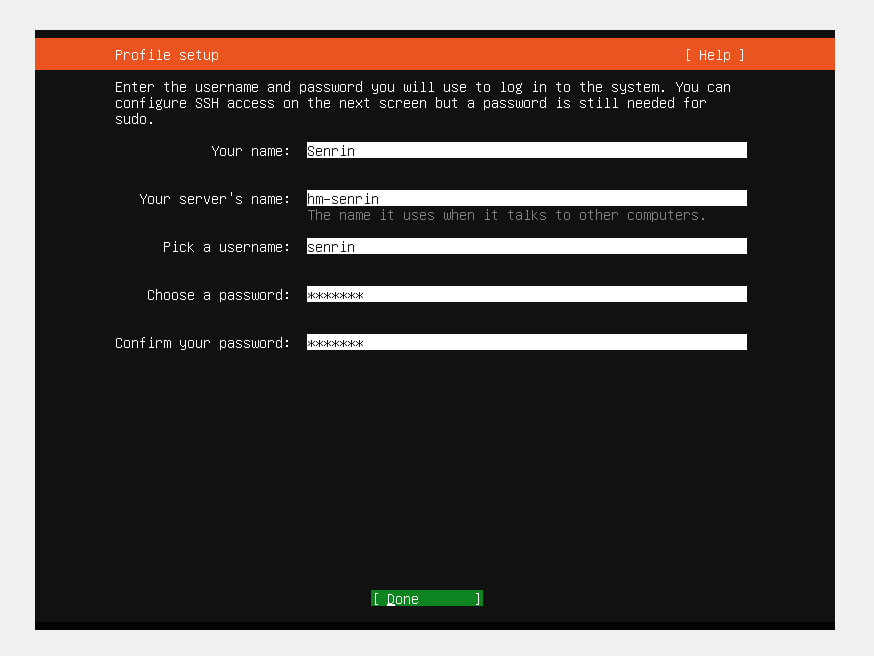 Profile setup [ Help ]
Enter the username and password you will use to log in to the system. You can
configure SSH access on the next screen but a password is still needed for
sudo.
Your name: Senrin
Your server's name: hm-senrin
The name it uses when it talks to other computers.
Pick a username: senrin
Choose a password: *******
Confirm your password: *******
[ Done ]